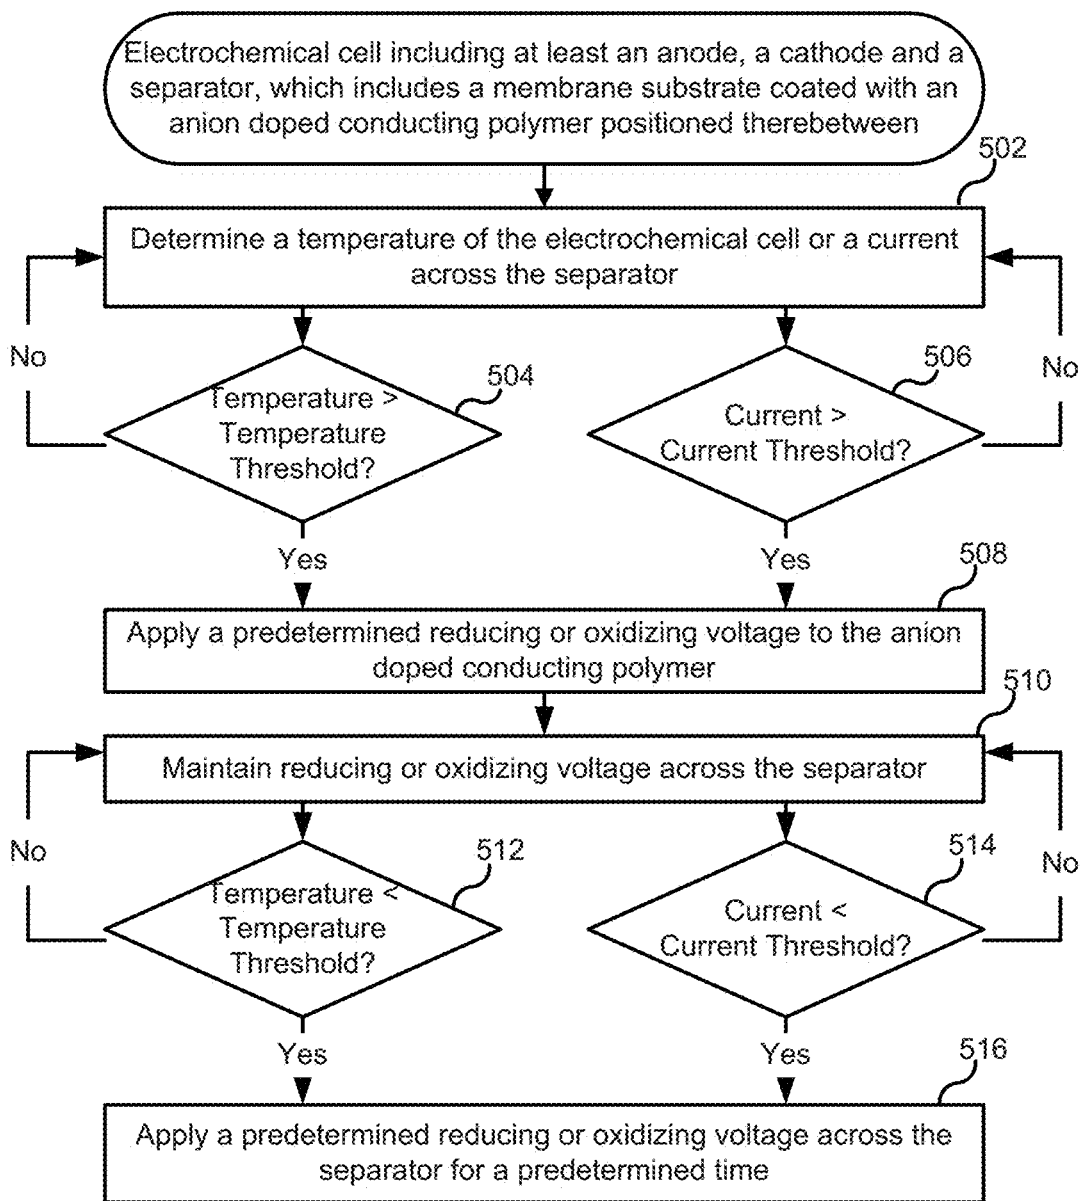 Electrochemical cell including at least an anode, a cathode and a
separator, which includes a membrane substrate coated with an
anion doped conducting polymer positioned therebetween
502
Determine a temperature of the electrochemical cell or a current
across the separator
No
No
504
506
Temperature >
Temperature
Threshold?
Current >
Current Threshold?
Yes
Yes
508
Apply a predetermined reducing or oxidizing voltage to the anion
doped conducting polymer
510
Maintain reducing or oxidizing voltage across the separator
No
No
512
514
Temperature <
Temperature
Threshold?
Current <
Current Threshold?
Yes
Yes
516
Apply a predetermined reducing or oxidizing voltage across the
separator for a predetermined time